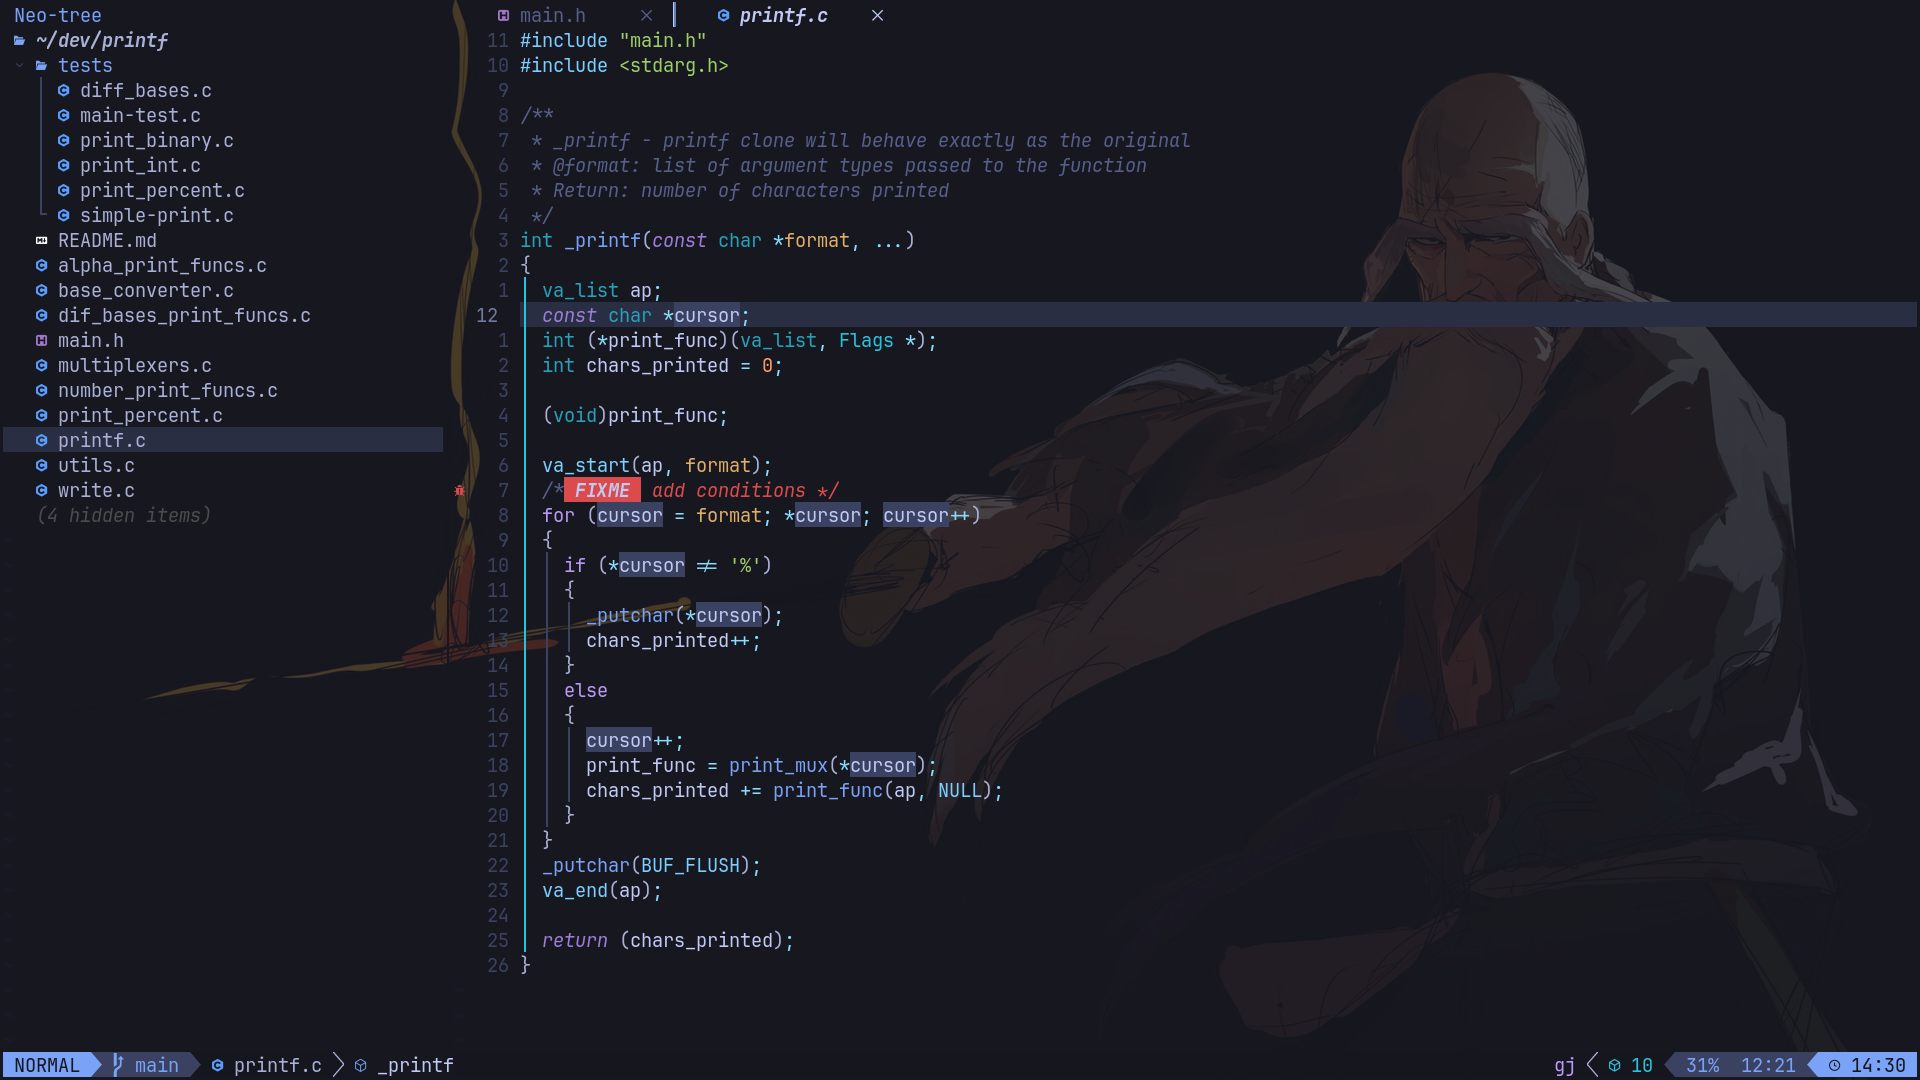 Neo-tree
~/dev/printf
tests
diff_bases.c
main-test.c
print_binary.c
print_int.c
print_percent.c
simple-print.c
README.md
alpha_print_funcs.c
base_converter.c
dif_bases_print_funcs.c
main.h
multiplexers.c
number_print_funcs.c
print_percent.c
printf.c
utils.c
write.c
(4 hidden items)
main.h printf.c
11 #include "main.h"
10 #include <stdarg.h>
9
8 /**
7  * _printf - printf clone will behave exactly as the original
6  * @format: list of argument types passed to the function
5  * Return: number of characters printed
4  */
3 int _printf(const char *format, ...)
2 {
1   va_list ap;
12   const char *cursor;
1   int (*print_func)(va_list, Flags *);
2   int chars_printed = 0;
3
4   (void)print_func;
5
6   va_start(ap, format);
7   /* FIXME add conditions */
8   for (cursor = format; *cursor; cursor++)
9   {
10     if (*cursor != '%')
11     {
12       _putchar(*cursor);
13       chars_printed++;
14     }
15     else
16     {
17       cursor++;
18       print_func = print_mux(*cursor);
19       chars_printed += print_func(ap, NULL);
20     }
21   }
22   _putchar(BUF_FLUSH);
23   va_end(ap);
24
25   return (chars_printed);
26 }
NORMAL main printf.c _printf gj 10 31% 12:21 14:30